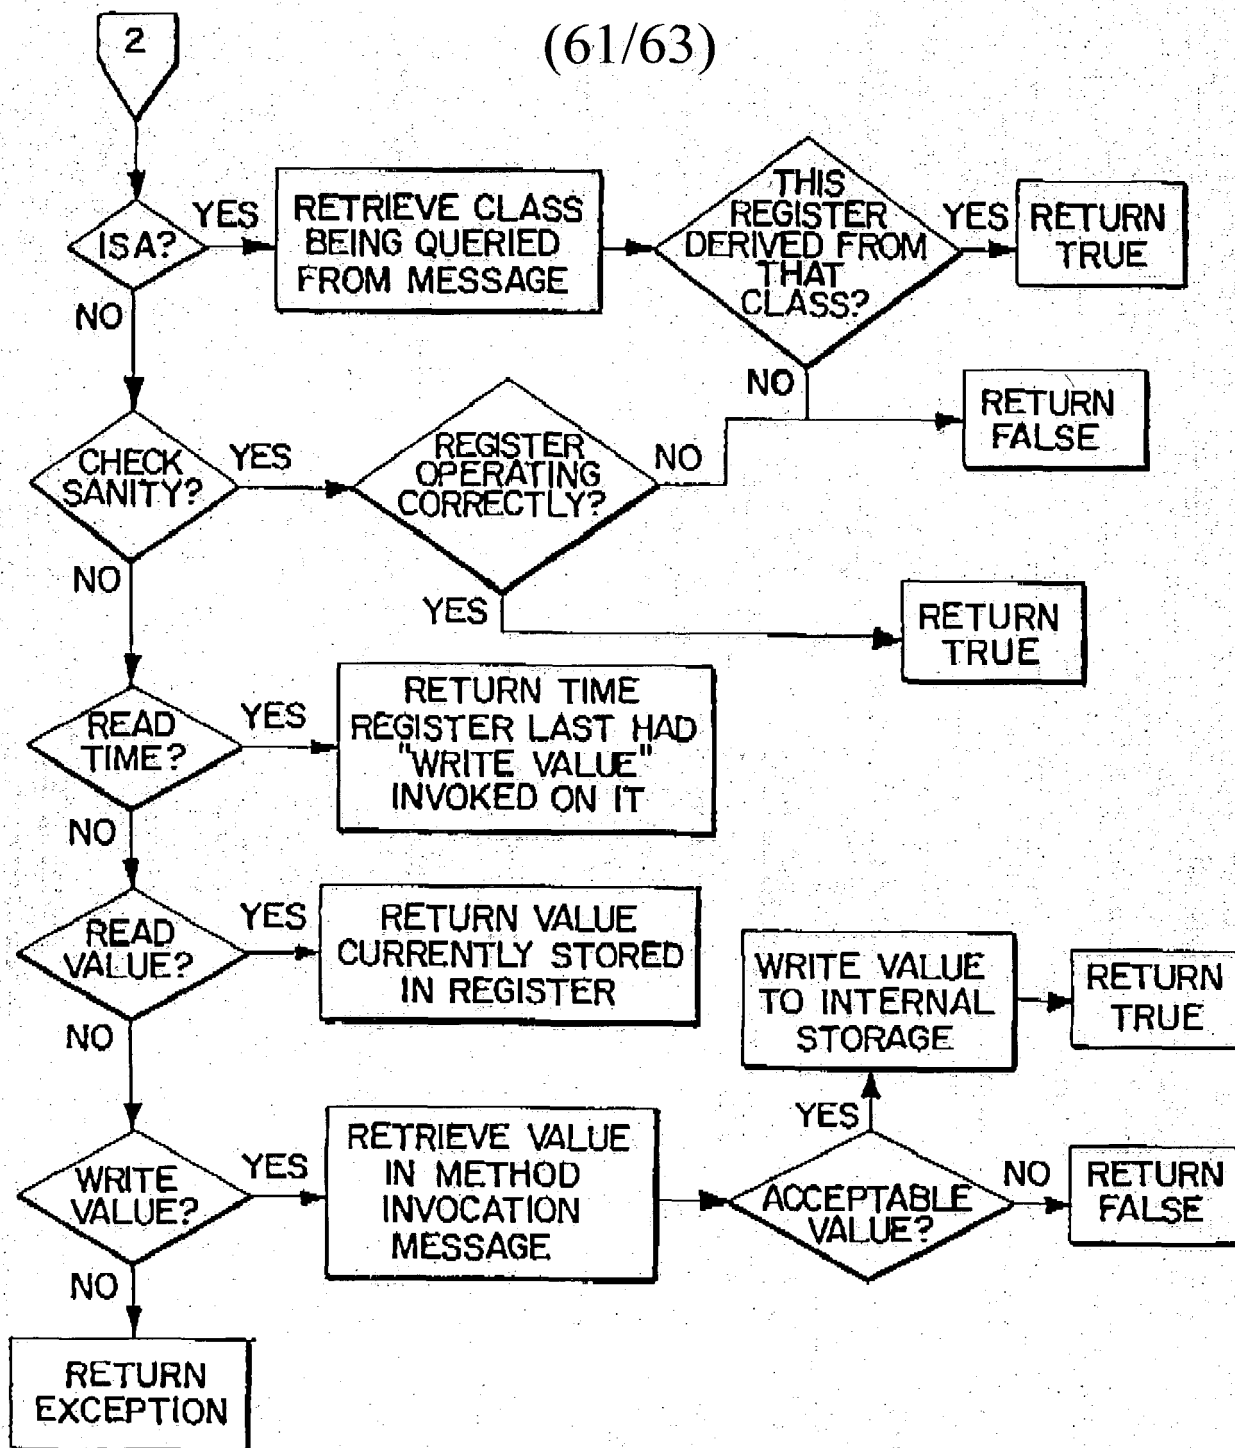 2
(61/63)
ISA?
YES
RETRIEVE CLASS
BEING QUERIED
FROM MESSAGE
THIS
REGISTER
DERIVED FROM
THAT
CLASS?
YES
RETURN
TRUE
NO
NO
RETURN
FALSE
CHECK
SANITY?
YES
REGISTER
OPERATING
CORRECTLY?
NO
NO
YES
RETURN
TRUE
READ
TIME?
YES
RETURN TIME
REGISTER LAST HAD
"WRITE VALUE"
INVOKED ON IT
NO
READ
VALUE?
YES
RETURN VALUE
CURRENTLY STORED
IN REGISTER
WRITE VALUE
TO INTERNAL
STORAGE
RETURN
TRUE
NO
YES
WRITE
VALUE?
YES
RETRIEVE VALUE
IN METHOD
INVOCATION
MESSAGE
ACCEPTABLE
VALUE?
NO
RETURN
FALSE
NO
RETURN
EXCEPTION